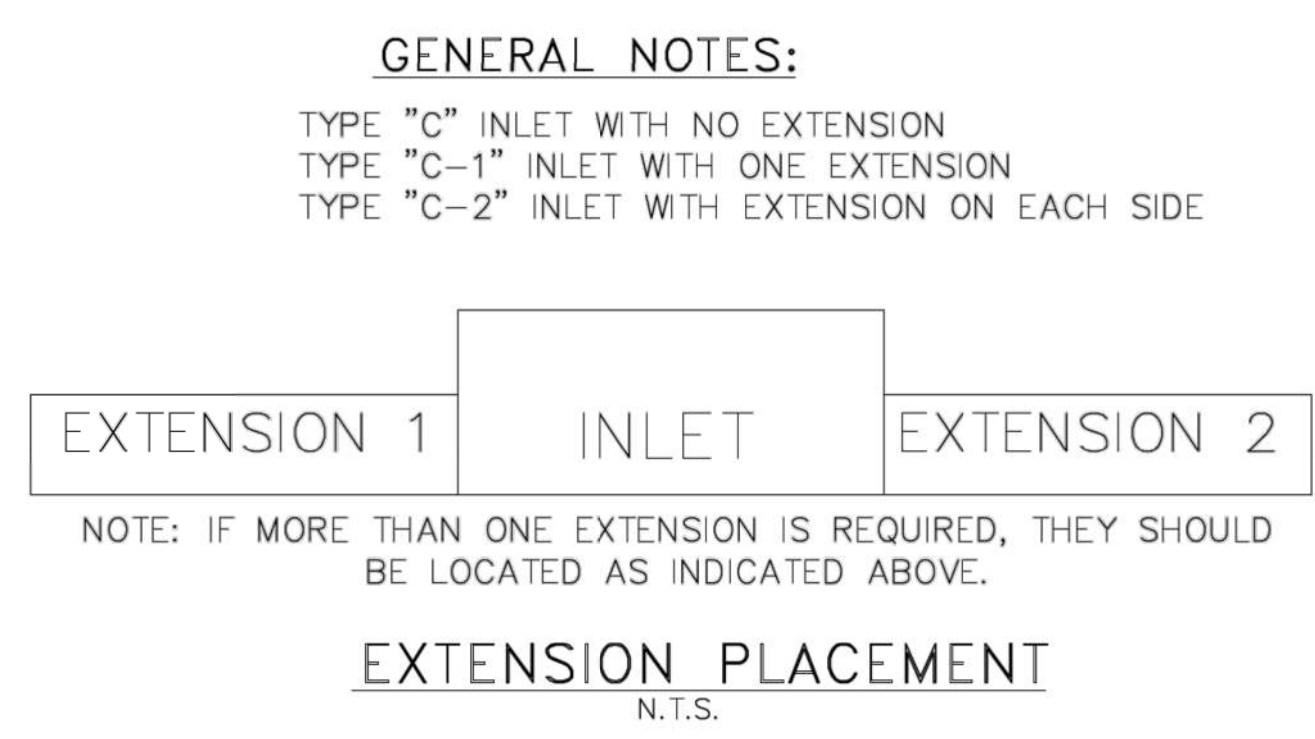 GENERAL NOTES:
TYPE "C" INLET WITH NO EXTENSION
TYPE "C-1" INLET WITH ONE EXTENSION
TYPE "C-2" INLET WITH EXTENSION ON EACH SIDE
EXTENSION 1
INLET
EXTENSION 2
NOTE: IF MORE THAN ONE EXTENSION IS REQUIRED, THEY SHOULD
BE LOCATED AS INDICATED ABOVE.
EXTENSION PLACEMENT
N.T.S.